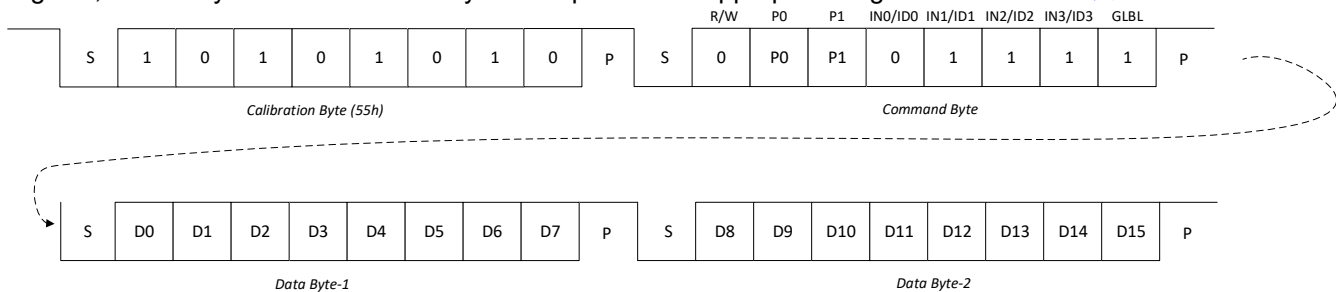 R/W P0 P1 IN0/ID0 IN1/ID1 IN2/ID2 IN3/ID3 GLBL
S 1 0 1 0 1 0 1 0 P S 0 P0 P1 0 1 1 1 1 P
Calibration Byte (55h) Command Byte
S D0 D1 D2 D3 D4 D5 D6 D7 P S D8 D9 D10 D11 D12 D13 D14 D15 P
Data Byte-1 Data Byte-2